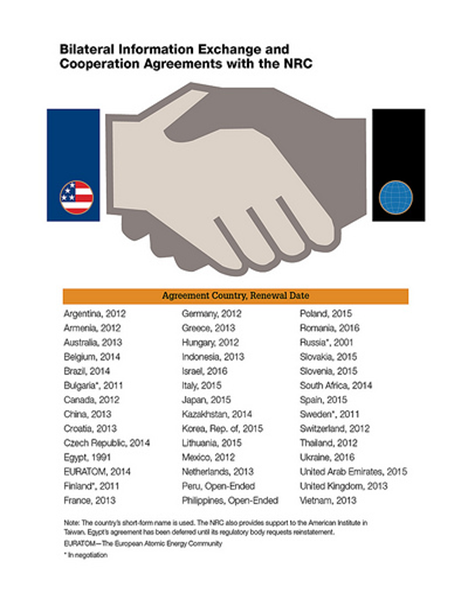 Bilateral Information Exchange and
Cooperation Agreements with the NRC
Agreement Country, Renewal Date
Argentina, 2012
Armenia, 2012
Australia, 2013
Belgium, 2014
Brazil, 2014
Bulgaria*, 2011
Canada, 2012
China, 2013
Croatia, 2013
Czech Republic, 2014
Egypt, 1991
EURATOM, 2014
Finland*, 2011
France, 2013
Germany, 2012
Greece, 2013
Hungary, 2012
Indonesia, 2013
Israel, 2016
Italy, 2015
Japan, 2015
Kazakhstan, 2014
Korea, Rep. of, 2015
Lithuania, 2015
Mexico, 2012
Netherlands, 2013
Peru, Open-Ended
Philippines, Open-Ended
Poland, 2015
Romania, 2016
Russia*, 2001
Slovakia, 2015
Slovenia, 2015
South Africa, 2014
Spain, 2015
Sweden*, 2011
Switzerland, 2012
Thailand, 2012
Ukraine, 2016
United Arab Emirates, 2015
United Kingdom, 2013
Vietnam, 2013
Note: The country's short-form name is used. The NRC also provides support to the American Institute in
Taiwan. Egypt's agreement has been deferred until its regulatory body requests reinstatement.
EURATOM—The European Atomic Energy Community
* In negotiation